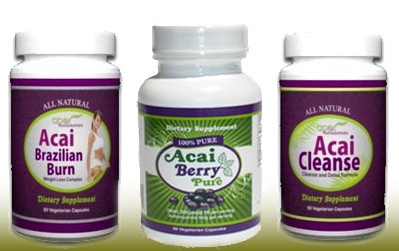 ALL NATURAL
Acai
Brazilian
Burn
Weight Loss Complex
Dietary Supplement
60 Vegetarian Capsules
Dietary Supplement
100% PURE
Acai
Berry
Pure
60 Vegetarian Capsules
ALL NATURAL
Acai
Cleanse
Cleanse and Detox Formula
Dietary Supplement
60 Vegetarian Capsules